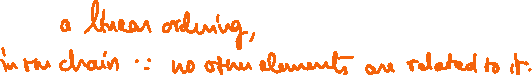 a linear ordering,
in one chain ∵ no other elements are related to it.